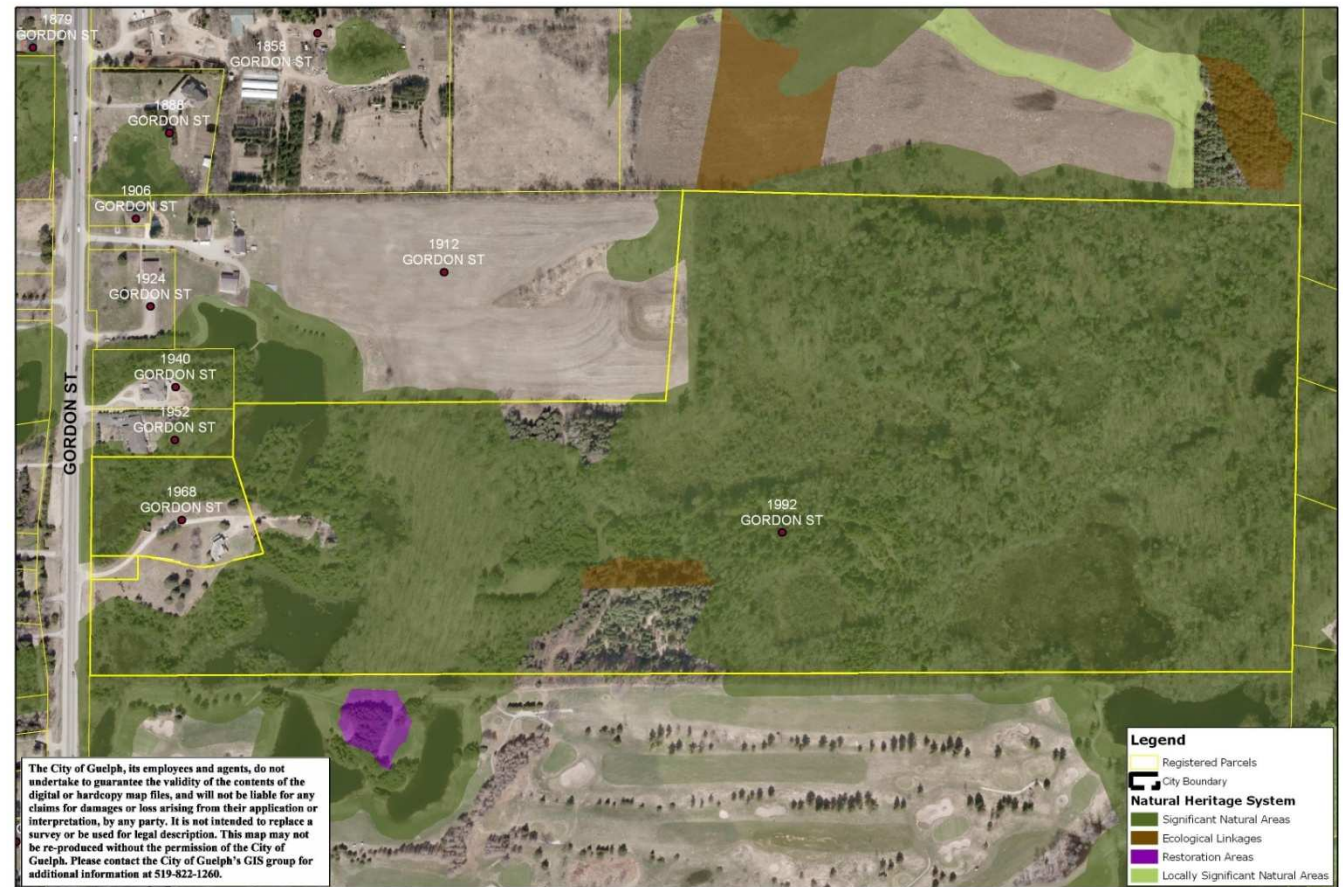 1879
GORDON ST
1858
GORDON ST
1888
GORDON ST
1906
GORDON ST
1912
GORDON ST
1924
GORDON ST
1940
GORDON ST
1952
GORDON ST
1968
GORDON ST
1992
GORDON ST
GORDON ST
The City of Guelph, its employees and agents, do not
undertake to guarantee the validity of the contents of the
digital or hardcopy map files, and will not be liable for any
claims for damages or loss arising from their application or
interpretation, by any party. It is not intended to replace a
survey or be used for legal description. This map may not
be re-produced without the permission of the City of
Guelph. Please contact the City of Guelph's GIS group for
additional information at 519-822-1260.
Legend
Registered Parcels
City Boundary
Natural Heritage System
Significant Natural Areas
Ecological Linkages
Restoration Areas
Locally Significant Natural Areas